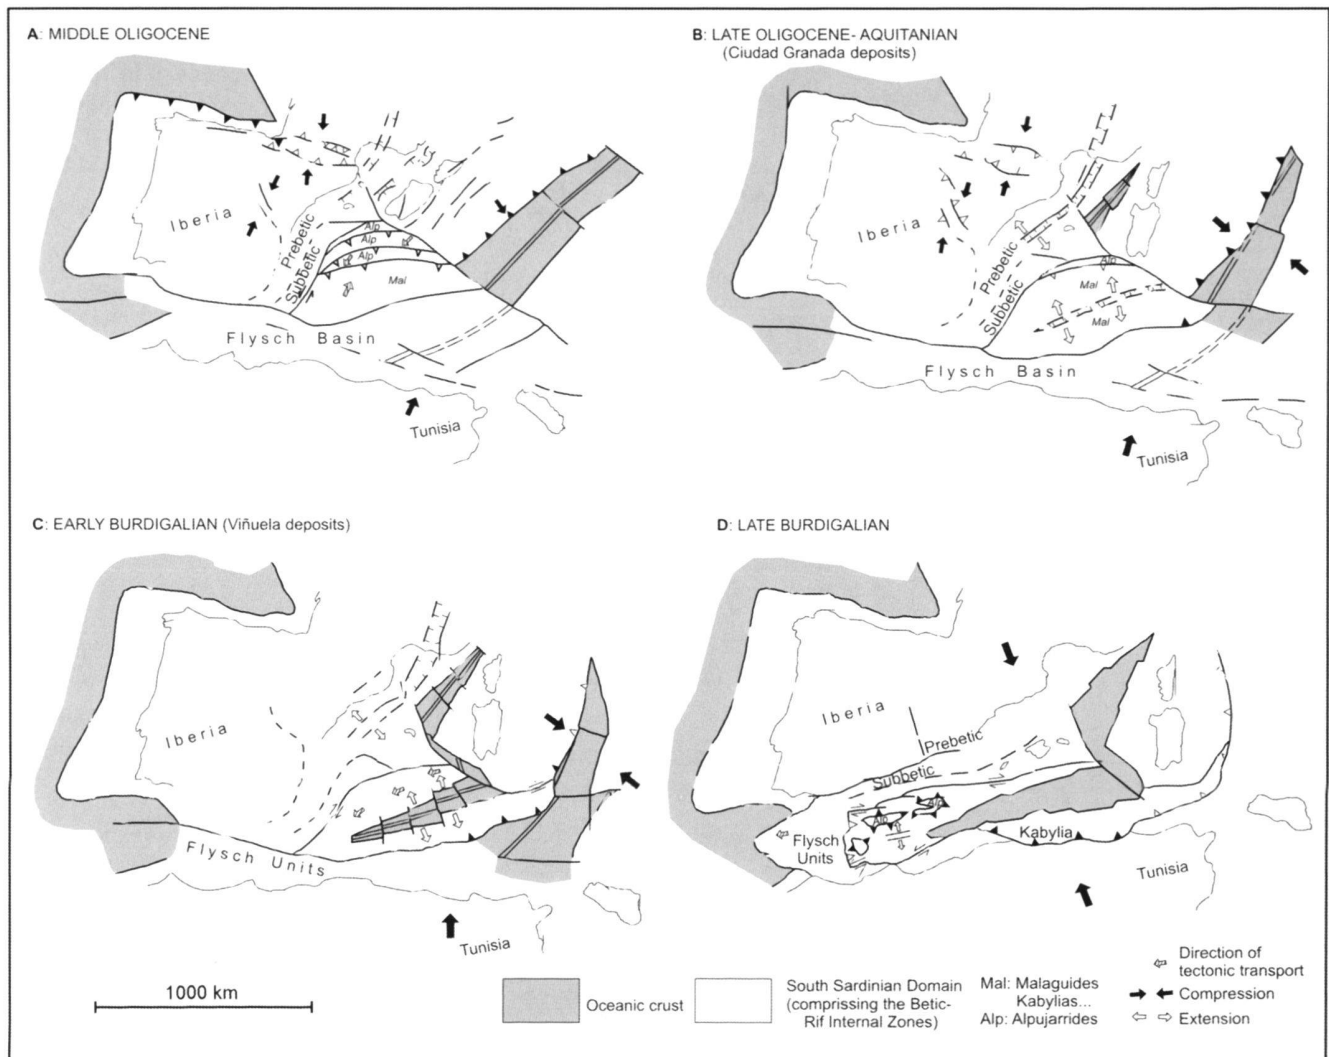 A: MIDDLE OLIGOCENE
Iberia
Prebetic
Subbetic
Alp
Alp
Alp
Mal
Flysch Basin
Tunisia
B: LATE OLIGOCENE- AQUITANIAN
(Ciudad Granada deposits)
Iberia
Prebetic
Subbetic
Alp
Mal
Mal
Flysch Basin
Tunisia
C: EARLY BURDIGALIAN (Viñuela deposits)
Iberia
Flysch Units
Tunisia
D: LATE BURDIGALIAN
Iberia
Prebetic
Subbetic
Alp
Alp
Flysch
Units
Kabylia
Tunisia
1000 km
Oceanic crust
South Sardinian Domain
(comprissing the Betic-
Rif Internal Zones)
Mal: Malaguides
Kabylias...
Alp: Alpujarrides
Direction of
tectonic transport
Compression
Extension